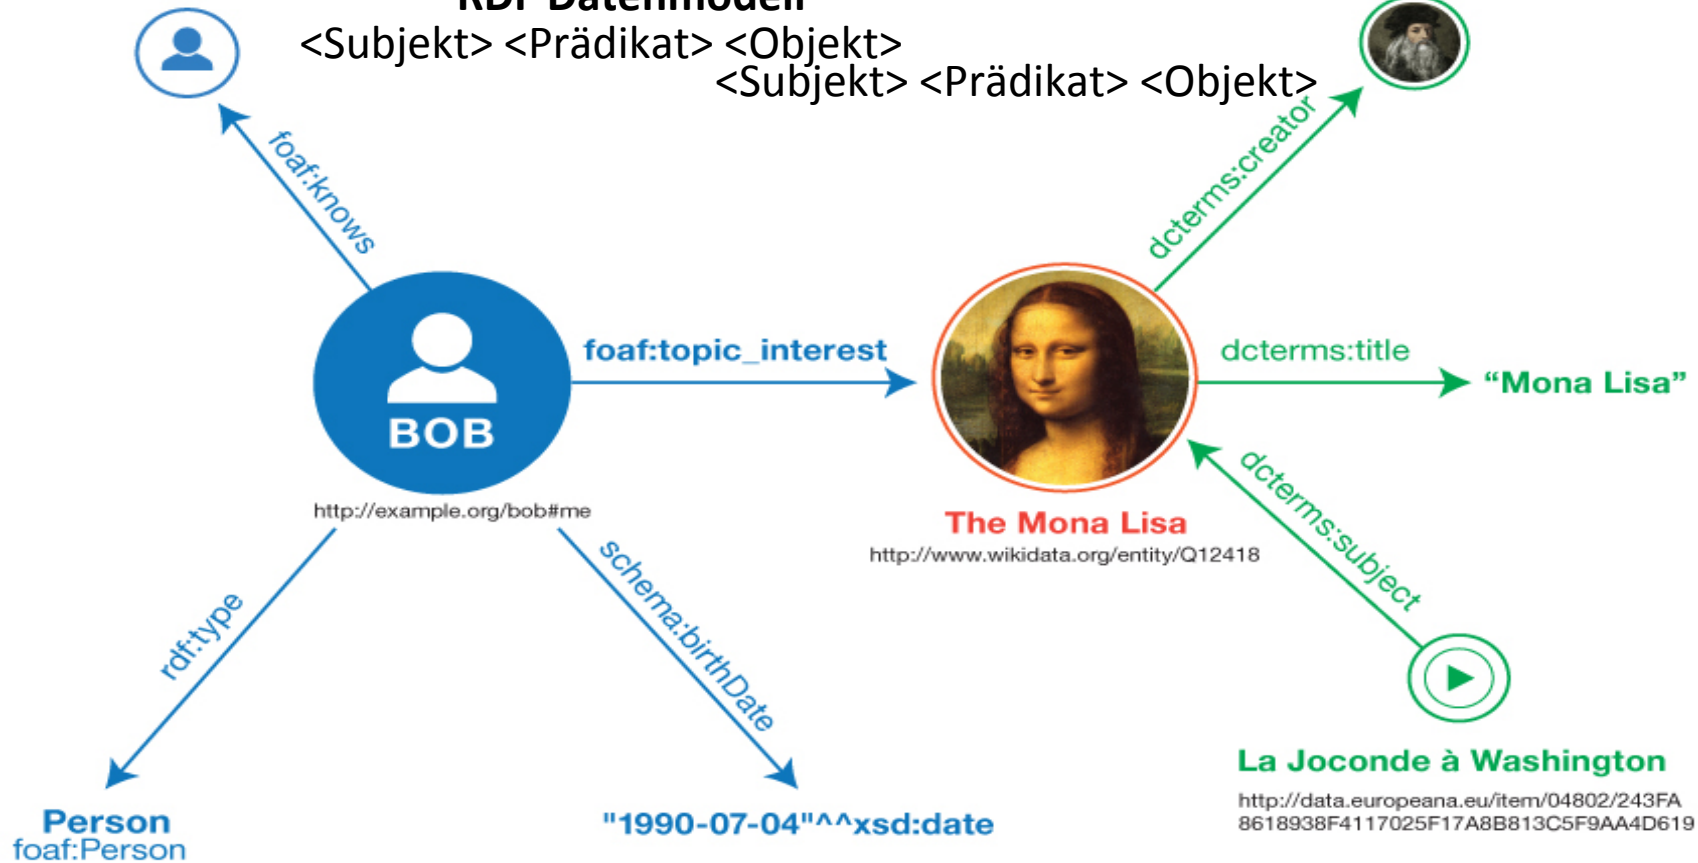 RDF Datenmodell
<Subjekt> <Prädikat> <Objekt>
<Subjekt> <Prädikat> <Objekt>
foaf:knows
dcterms:creator
foaf:topic_interest
dcterms:title
“Mona Lisa”
BOB
http://example.org/bob#me
The Mona Lisa
http://www.wikidata.org/entity/Q12418
dcterms:subject
rdf:type
schema:birthDate
La Joconde à Washington
http://data.europeana.eu/item/04802/243FA
8618938F4117025F17A8B813C5F9AA4D619
Person
foaf:Person
"1990-07-04"^^xsd:date